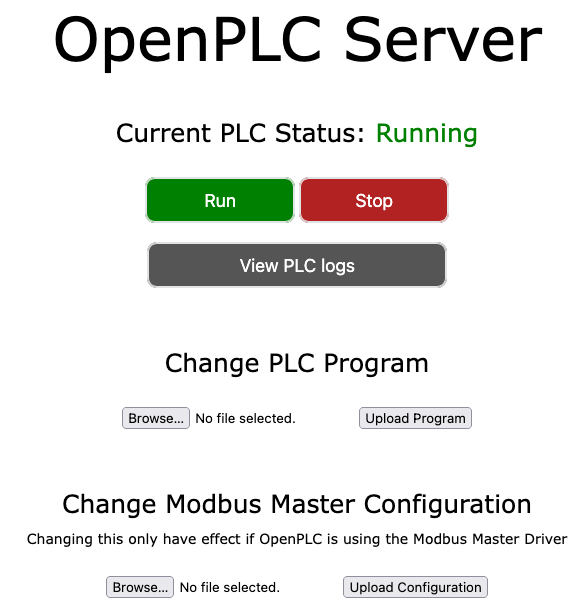 OpenPLC Server
Current PLC Status: Running
Run Stop
View PLC logs
Change PLC Program
Browse... No file selected. Upload Program
Change Modbus Master Configuration
Changing this only have effect if OpenPLC is using the Modbus Master Driver
Browse... No file selected. Upload Configuration